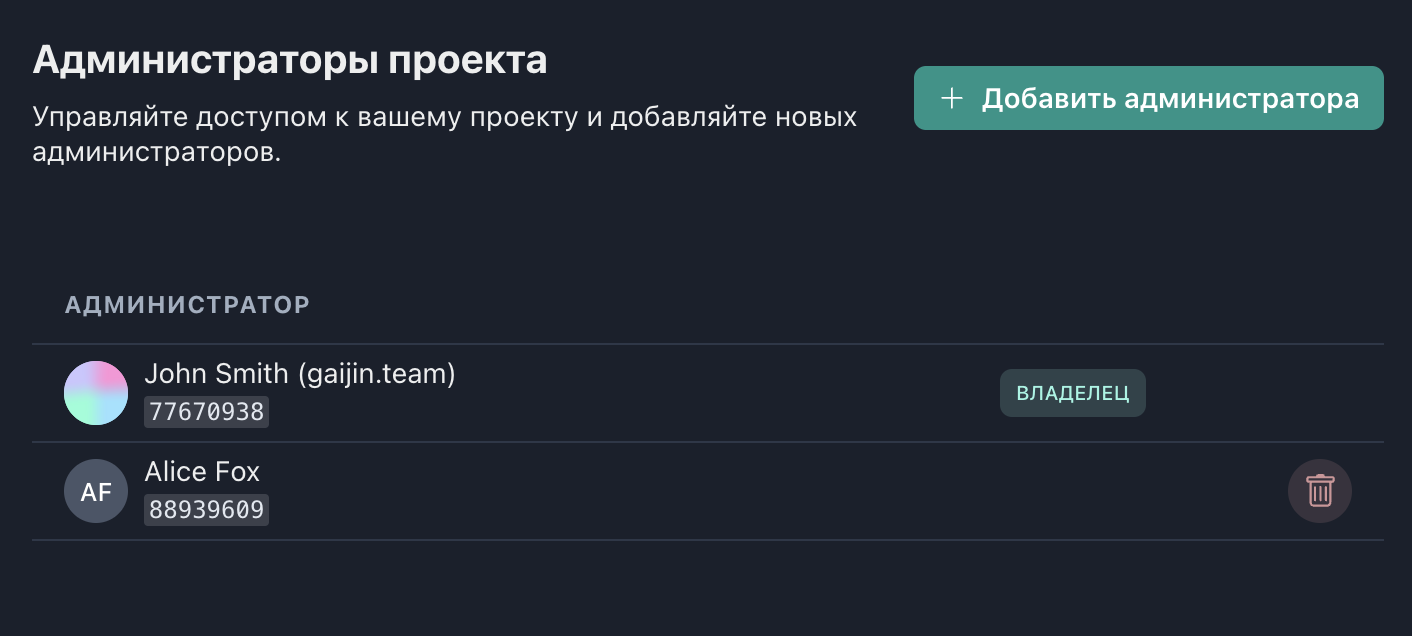 Администраторы проекта
Управляйте доступом к вашему проекту и добавляйте новых
администраторов.
+ Добавить администратора
АДМИНИСТРАТОР
John Smith (gaijin.team)
77670938
ВЛАДЕЛЕЦ
AF
Alice Fox
88939609